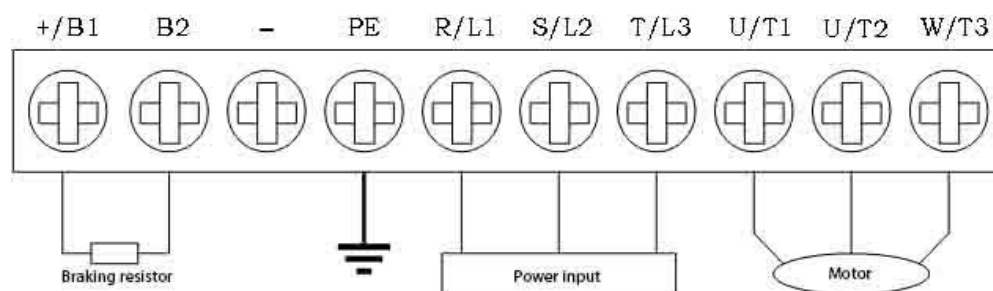 +/B1 B2 - PE R/L1 S/L2 T/L3 U/T1 U/T2 W/T3
Braking resistor Power input Motor